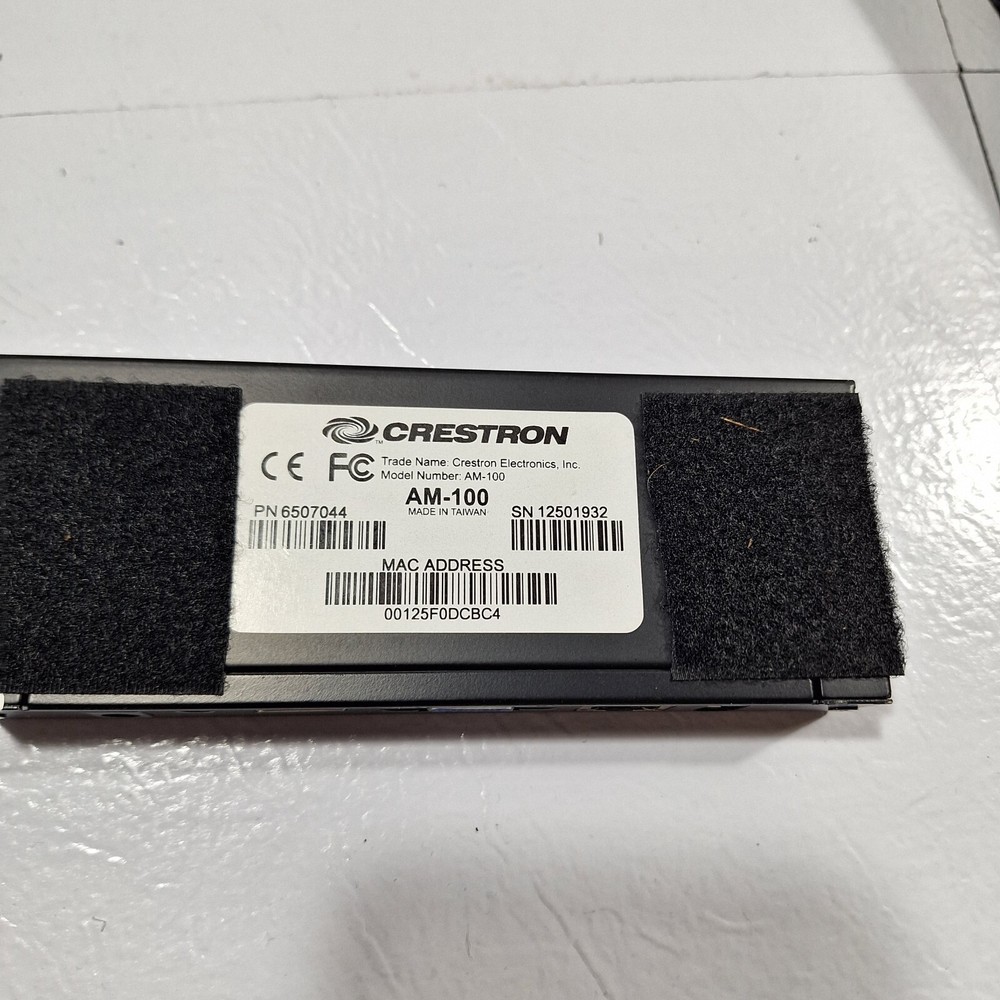 CRESTRON
TM
CE FC Trade Name: Crestron Electronics, Inc.
Model Number: AM-100
AM-100
MADE IN TAIWAN
PN 6507044
SN 12501932
MAC ADDRESS
00125F0DCBC4